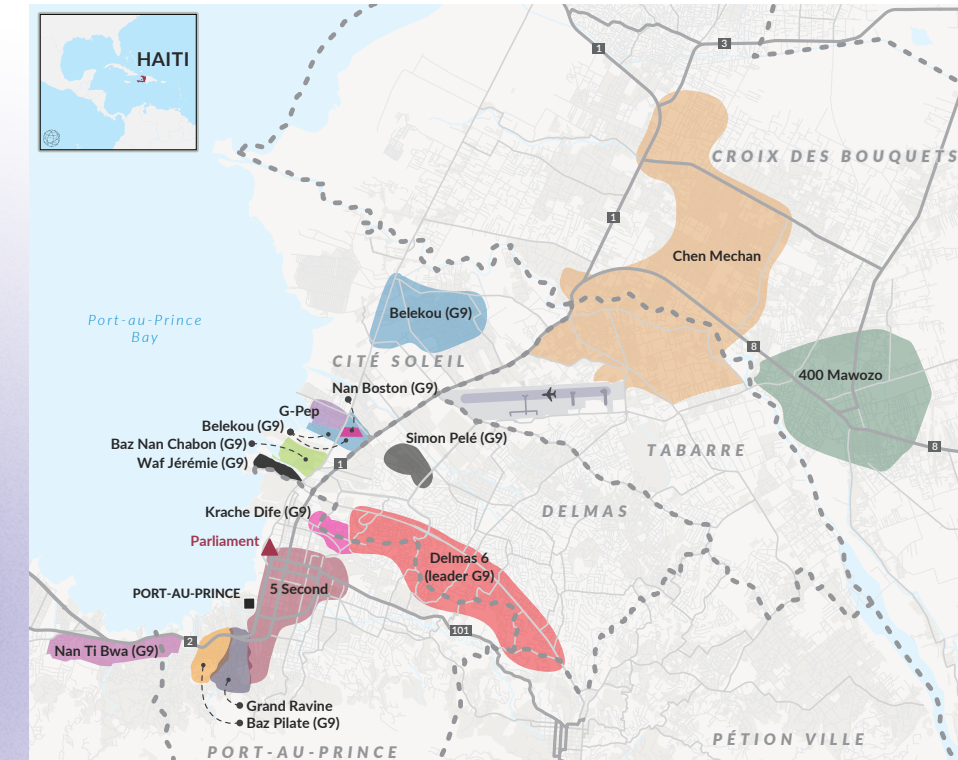 HAITI
1
3
CROIX DES BOUQUETS
1
Chen Mechan
Belekou (G9)
Port-au-Prince
Bay
8
CITÉ SOLEIL
400 Mawozo
Nan Boston (G9)
G-Pep
Belekou (G9)
Simon Pelé (G9)
Baz Nan Chabon (G9)
8
TABARRE
Waf Jérémie (G9)
1
Krache Dife (G9)
DELMAS
Parliament
Delmas 6
(leader G9)
5 Second
PORT-AU-PRINCE
101
2
Nan Ti Bwa (G9)
Grand Ravine
Baz Pilate (G9)
PÉTION VILLE
PORT-AU-PRINCE